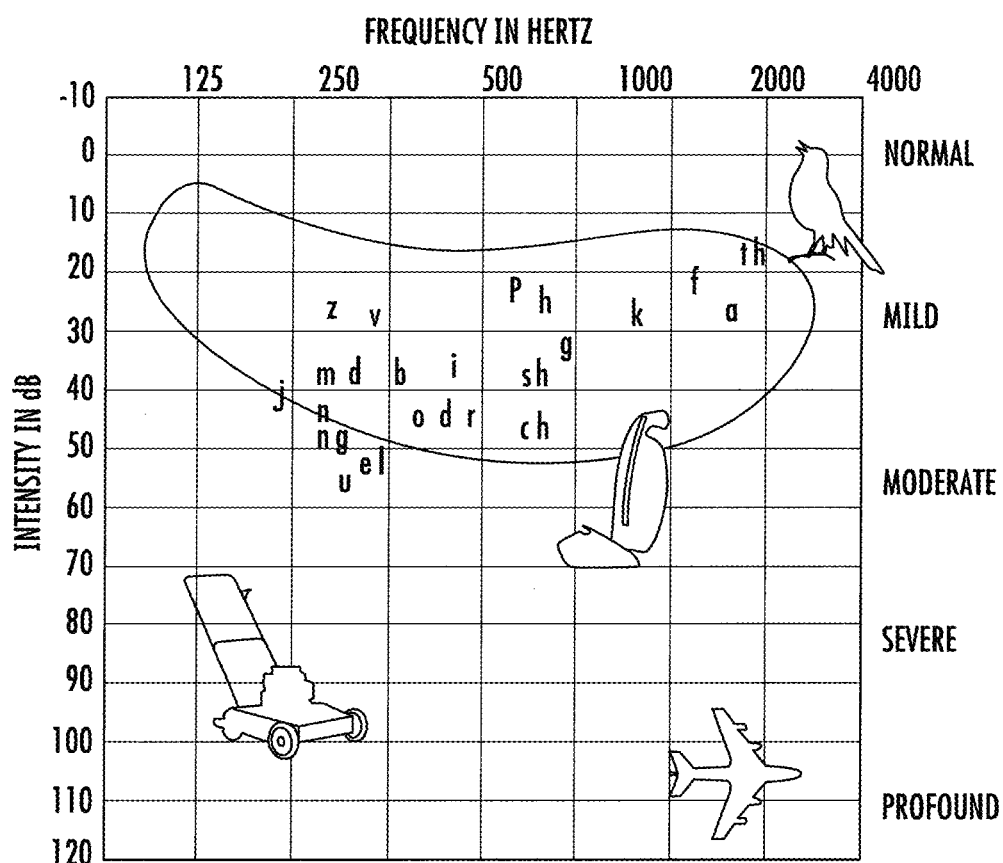 FREQUENCY IN HERTZ
125 250 500 1000 2000 4000
-10
0 NORMAL
10
th
20
f
P h
z v k a
30 MILD
g
m d b i sh
40
j
n o d r ch
ng
50
el
u MODERATE
60
70
80
SEVERE
90
100
110 PROFOUND
120
INTENSITY IN dB